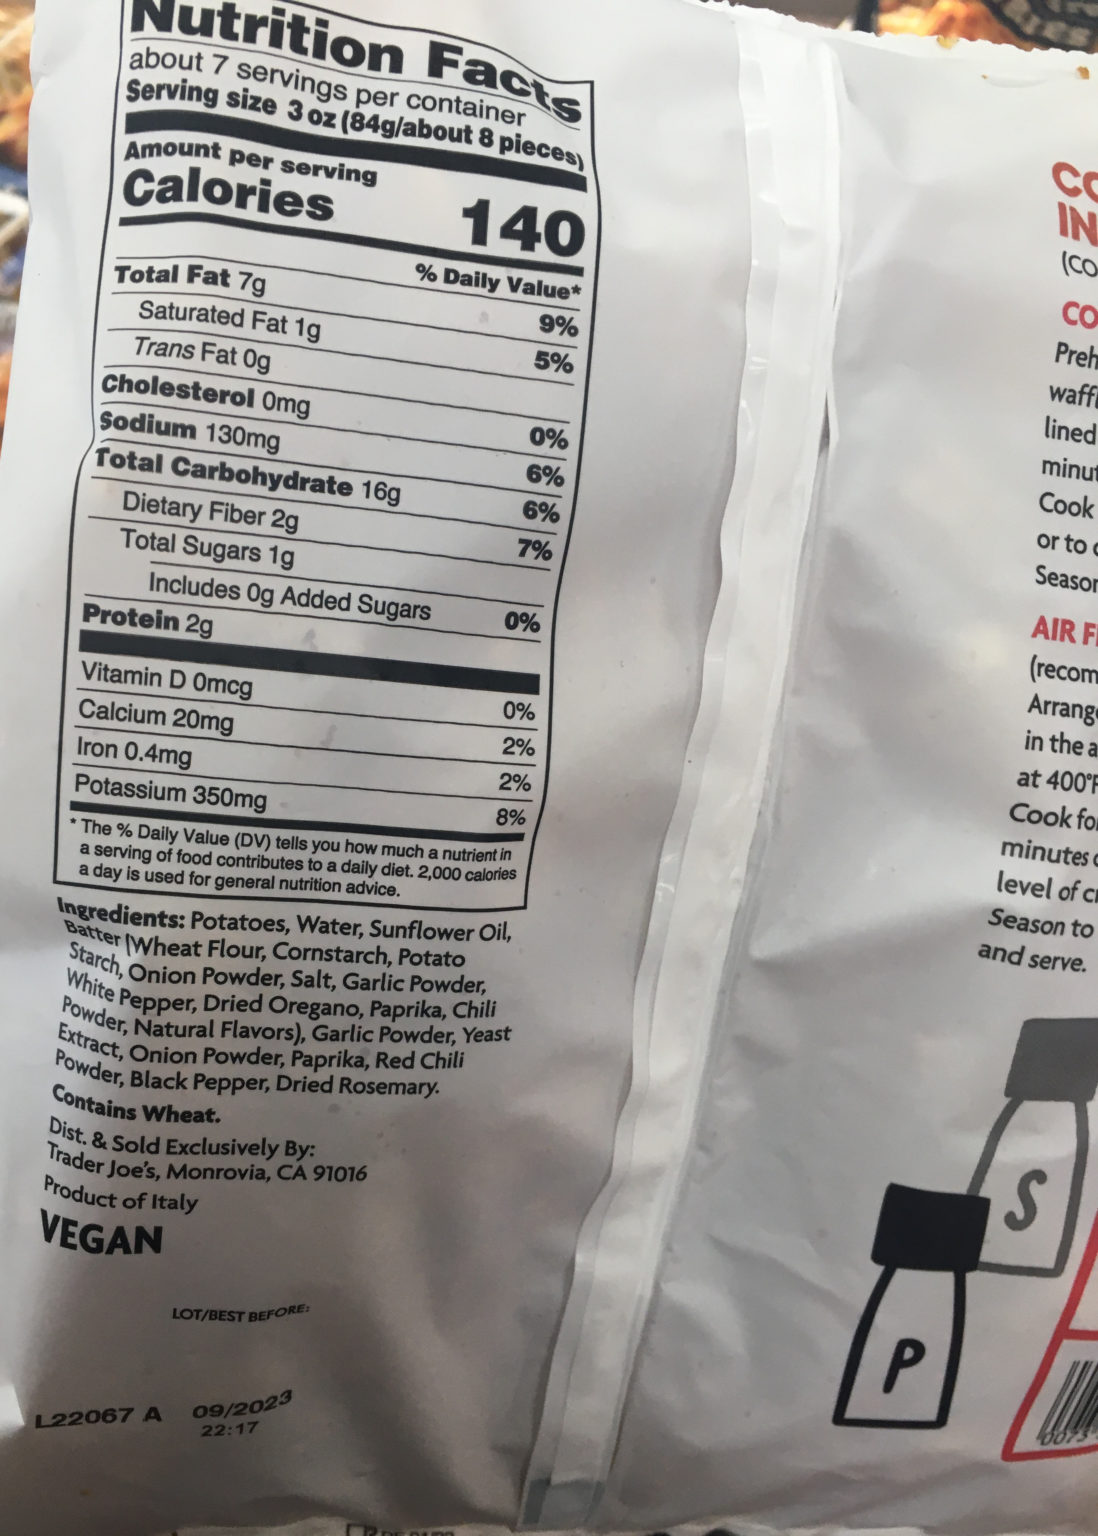 Nutrition Facts
about 7 servings per container
Serving size 3 oz (84g/about 8 pieces)
Amount per serving
Calories 140
% Daily Value*
Total Fat 7g 9%
Saturated Fat 1g 5%
Trans Fat 0g
Cholesterol 0mg 0%
Sodium 130mg 6%
Total Carbohydrate 16g 6%
Dietary Fiber 2g 7%
Total Sugars 1g
Includes 0g Added Sugars 0%
Protein 2g
Vitamin D 0mcg 0%
Calcium 20mg 2%
Iron 0.4mg 2%
Potassium 350mg 8%
* The % Daily Value (DV) tells you how much a nutrient in
a serving of food contributes to a daily diet. 2,000 calories
a day is used for general nutrition advice.
Ingredients: Potatoes, Water, Sunflower Oil,
Batter (Wheat Flour, Cornstarch, Potato
Starch, Onion Powder, Salt, Garlic Powder,
White Pepper, Dried Oregano, Paprika, Chili
Powder, Natural Flavors), Garlic Powder, Yeast
Extract, Onion Powder, Paprika, Red Chili
Powder, Black Pepper, Dried Rosemary.
Contains Wheat.
Dist. & Sold Exclusively By:
Trader Joe's, Monrovia, CA 91016
Product of Italy
VEGAN
LOT/BEST BEFORE:
L22067 A 09/2023
22:17
CO
IN
(CO
CO
Preh
waffl
lined
minut
Cook
or to
Season
AIR F
(recom
Arrang
in the a
at 400°F
Cook for
minutes
level of c
Season to
and serve.
S
P